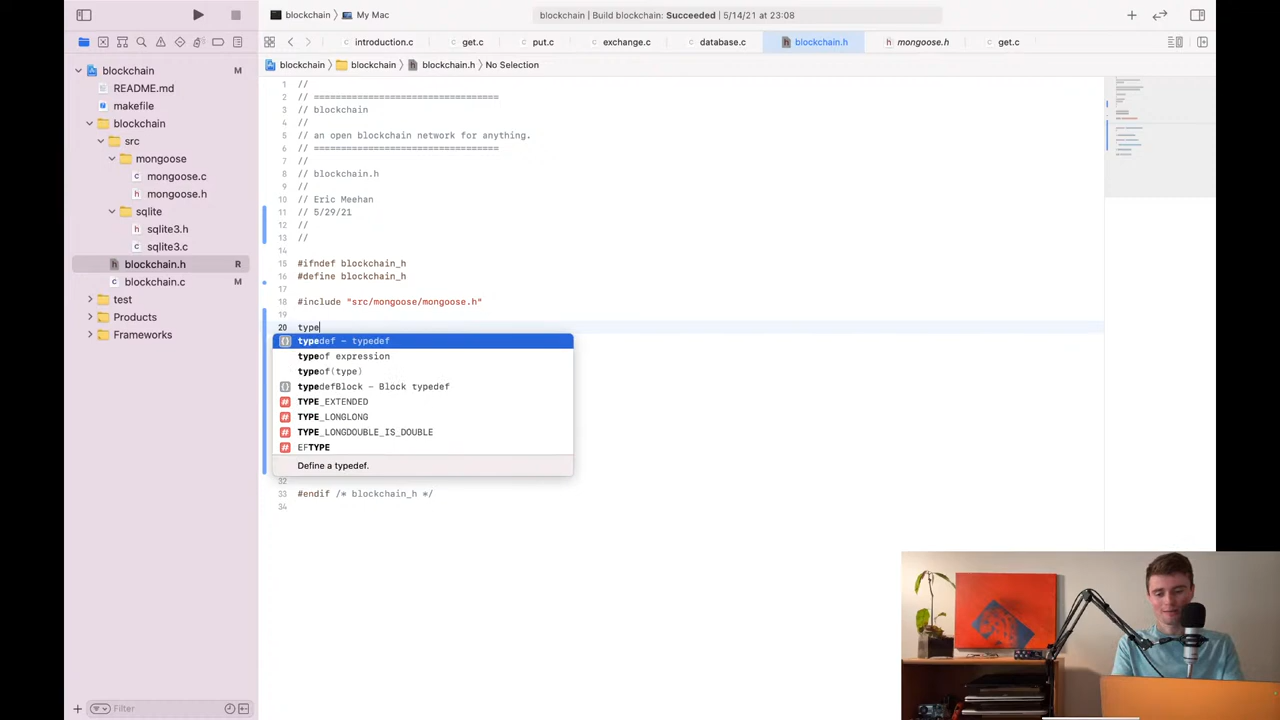 blockchain
My Mac
blockchain | Build blockchain: Succeeded | 5/14/21 at 23:08
introduction.c
get.c
put.c
exchange.c
database.c
blockchain.h
mongoose.h
get.c
blockchain
blockchain
blockchain.h
No Selection
blockchain M
README.md
makefile
blockchain
src
mongoose
mongoose.c
mongoose.h
sqlite
sqlite3.h
sqlite3.c
blockchain.h R
blockchain.c M
test
Products
Frameworks
Filter
1 //
2 // ==================================
3 // blockchain
4 //
5 // an open blockchain network for anything.
6 // ==================================
7 //
8 // blockchain.h
9 //
10 // Eric Meehan
11 // 5/29/21
12 //
13 //
14
15 #ifndef blockchain_h
16 #define blockchain_h
17
18 #include "src/mongoose/mongoose.h"
19
20 type
typedef – typedef
typeof expression
typeof(type)
typedefBlock – Block typedef
TYPE_EXTENDED
TYPE_LONGLONG
TYPE_LONGDOUBLE_IS_DOUBLE
EFTYPE
Define a typedef.
32
33 #endif /* blockchain_h */
34